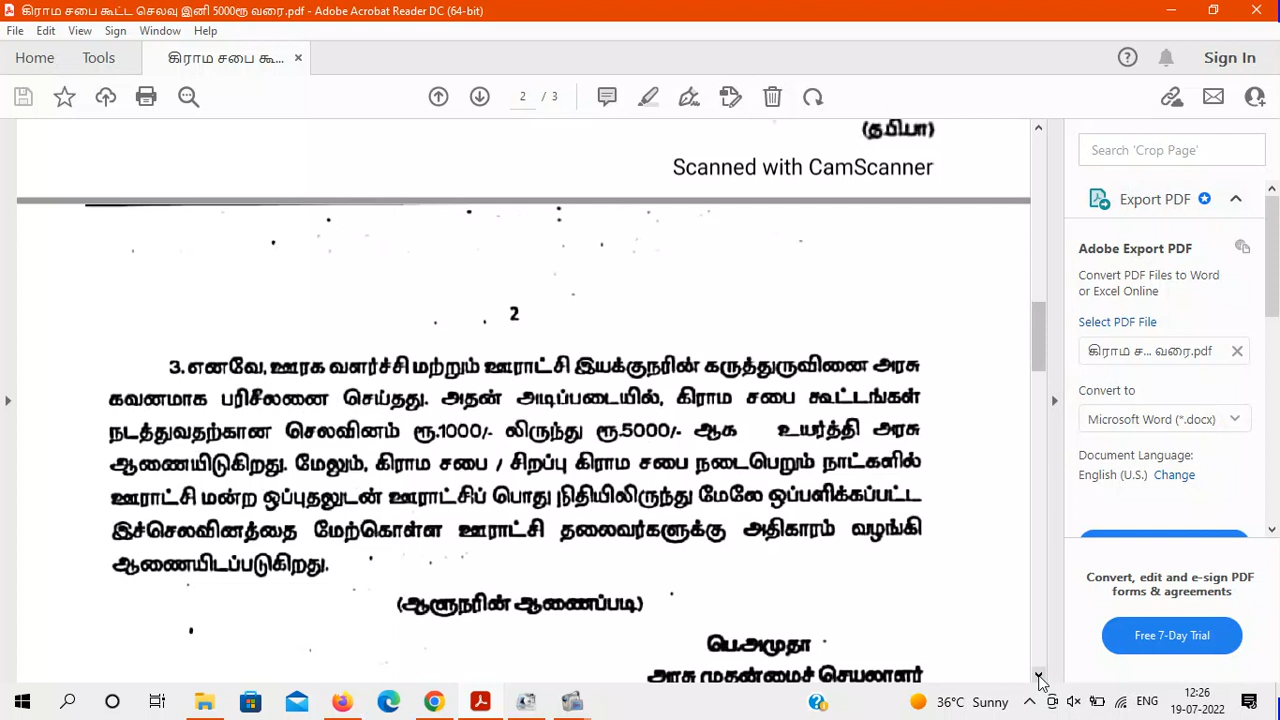 கிராம சபை கூட்ட செலவு இனி 5000ரூ வரை.pdf - Adobe Acrobat Reader DC (64-bit)
File Edit View Sign Window Help
Home Tools கிராம சபை கூ... × Sign In
2 / 3
(த.பி.பா)
Scanned with CamScanner
2
3. எனவே, ஊரக வளர்ச்சி மற்றும் ஊராட்சி இயக்குநரின் கருத்துருவினை அரசு
கவனமாக பரிசீலனை செய்தது. அதன் அடிப்படையில், கிராம சபை கூட்டங்கள்
நடத்துவதற்கான செலவினம் ரூ.1000/- லிருந்து ரூ.5000/- ஆக உயர்த்தி அரசு
ஆணையிடுகிறது. மேலும், கிராம சபை / சிறப்பு கிராம சபை நடைபெறும் நாட்களில்
ஊராட்சி மன்ற ஒப்புதலுடன் ஊராட்சிப் பொது நிதியிலிருந்து மேலே ஒப்பளிக்கப்பட்ட
இச்செலவினத்தை மேற்கொள்ள ஊராட்சி தலைவர்களுக்கு அதிகாரம் வழங்கி
ஆணையிடப்படுகிறது.
(ஆளுநரின் ஆணைப்படி)
பெ.அமுதா
அரசு முதன்மைச் செயலாளர்
Search 'Crop Page'
Export PDF
Adobe Export PDF
Convert PDF Files to Word
or Excel Online
Select PDF File
கிராம ச... வரை.pdf
Convert to
Microsoft Word (*.docx)
Document Language:
English (U.S.) Change
Convert, edit and e-sign PDF
forms & agreements
Free 7-Day Trial
36°C Sunny ENG 12:26
19-07-2022